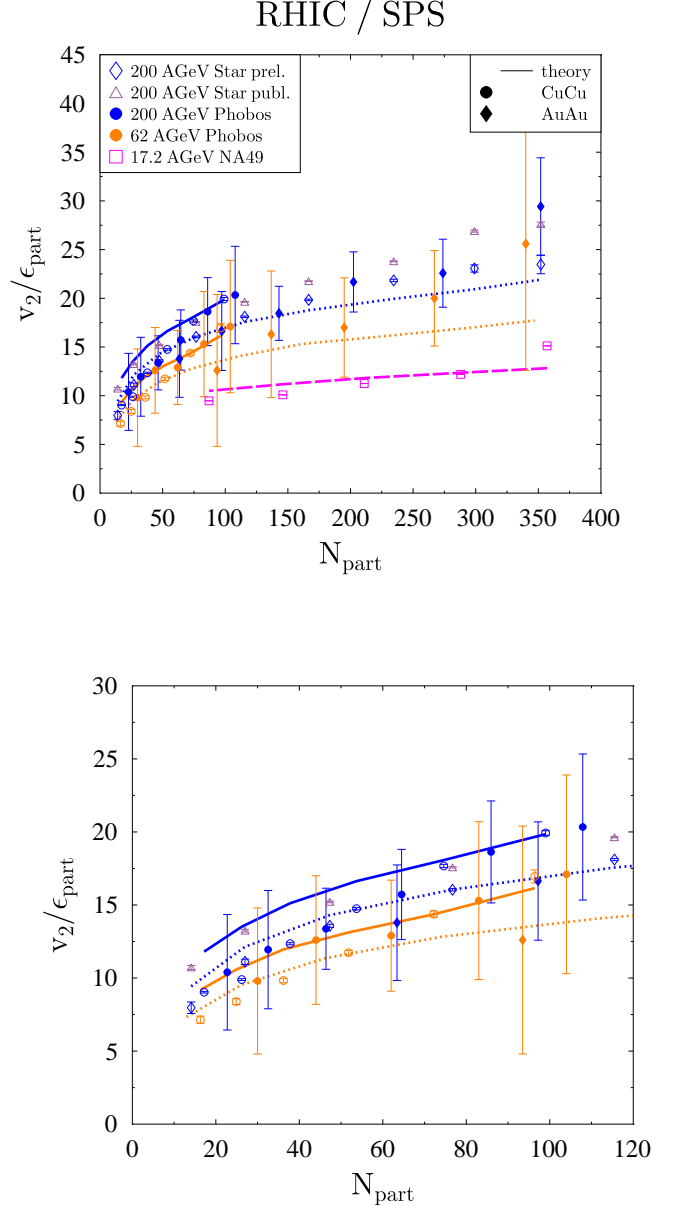 RHIC / SPS
45
40
35
30
25
20
15
10
5
0
v2/ϵpart
200 AGeV Star prel.
200 AGeV Star publ.
200 AGeV Phobos
62 AGeV Phobos
17.2 AGeV NA49
theory
CuCu
AuAu
0 50 100 150 200 250 300 350 400
Npart
30
25
20
15
10
5
0
v2/ϵpart
0 20 40 60 80 100 120
Npart